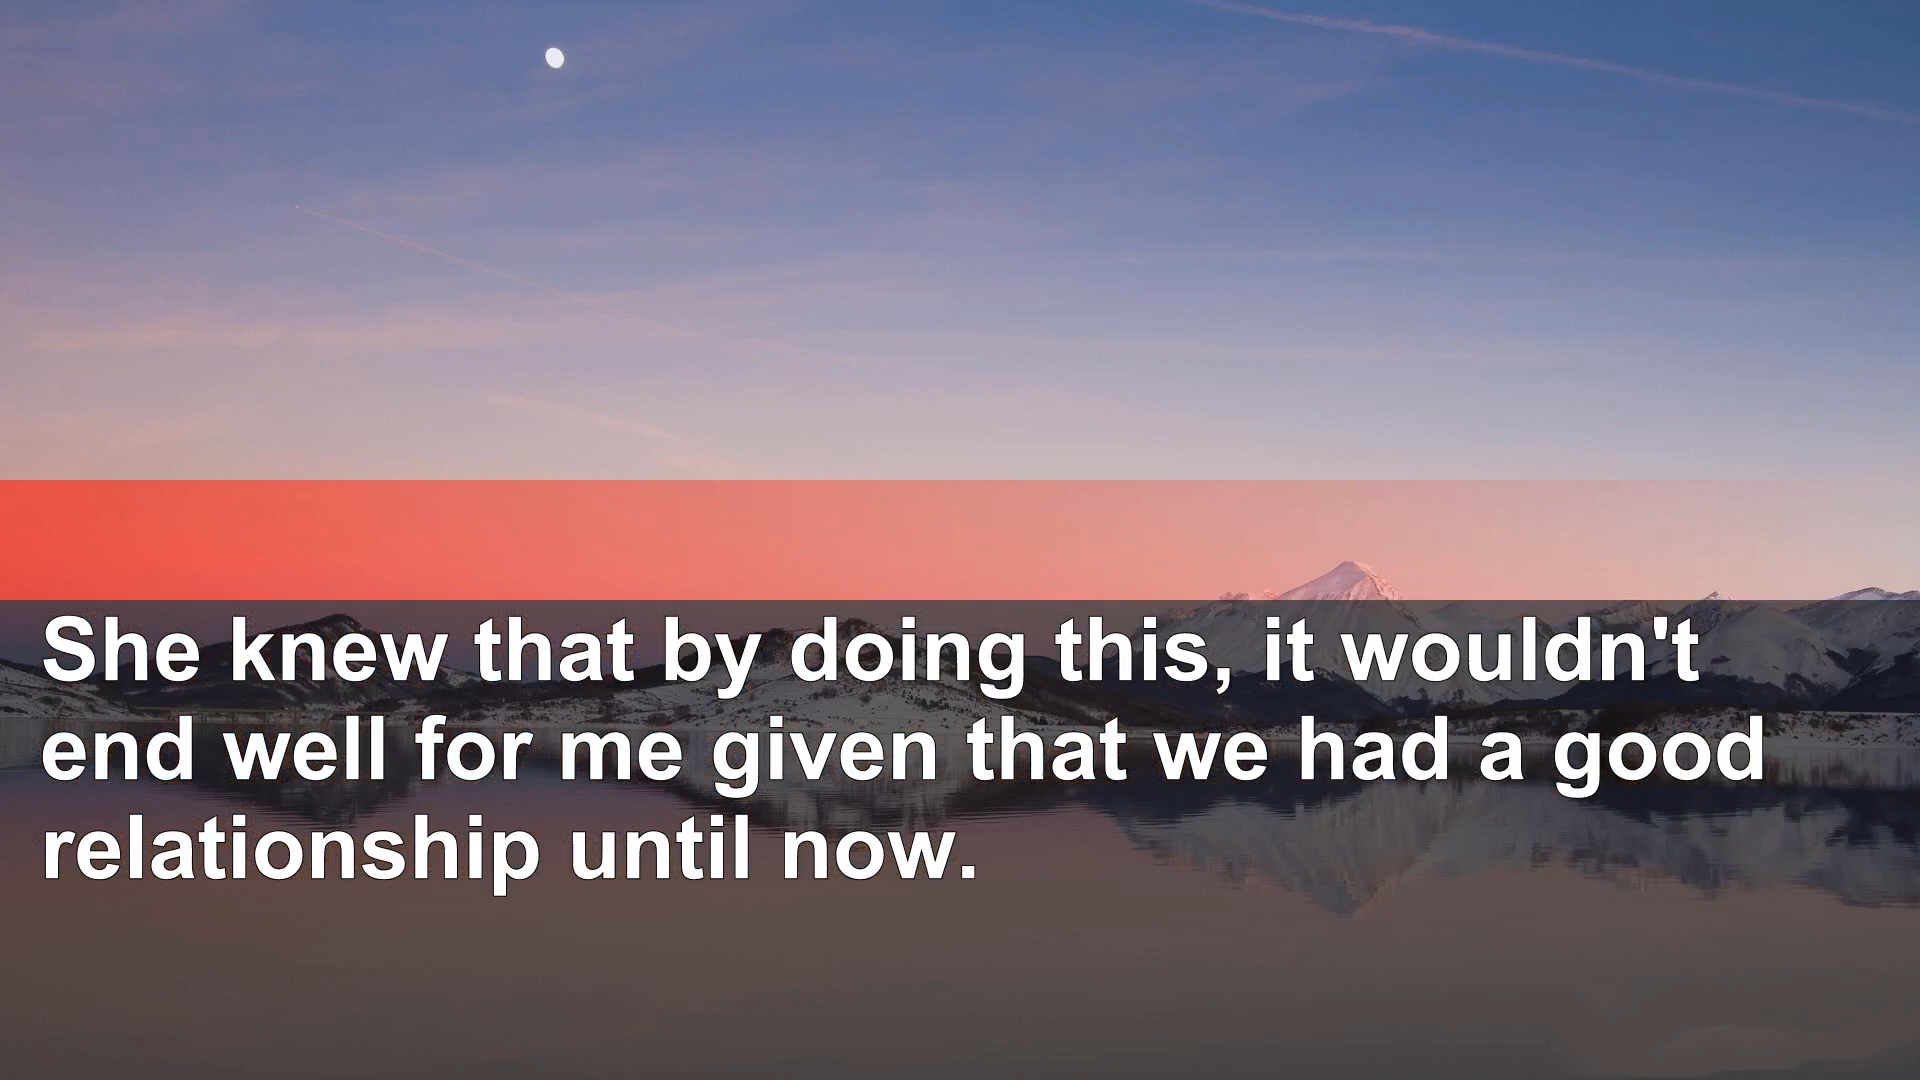 She knew that by doing this, it wouldn't
end well for me given that we had a good
relationship until now.